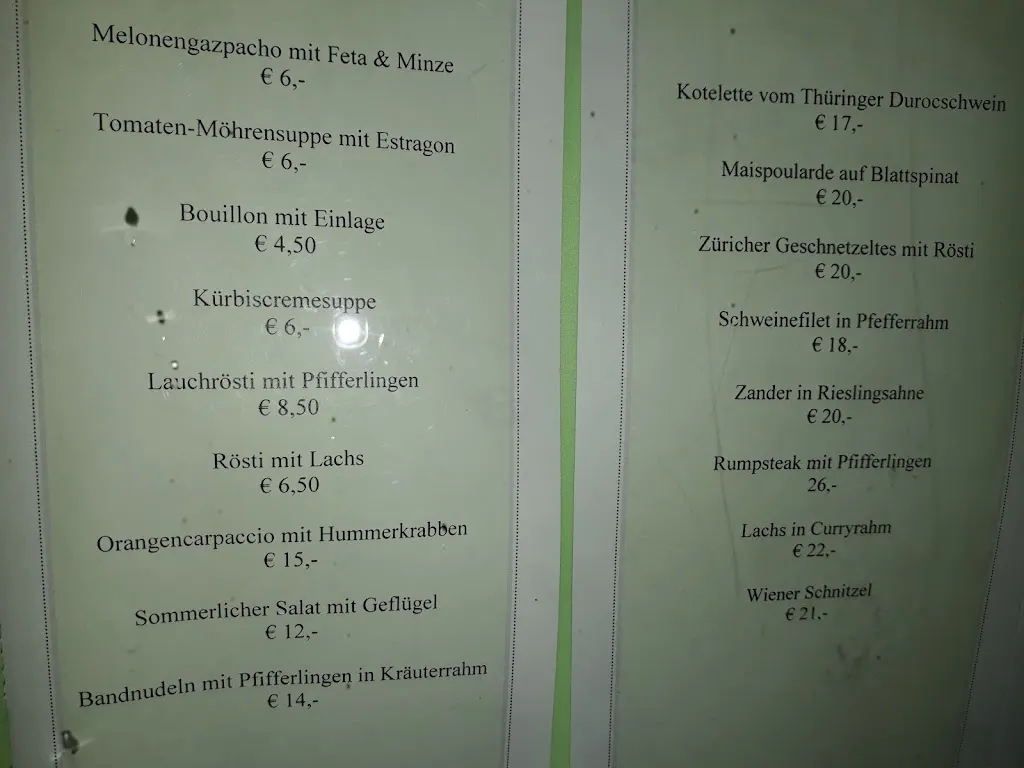 Melonengazpacho mit Feta & Minze
€ 6,-
Tomaten-Möhrensuppe mit Estragon
€ 6,-
Bouillon mit Einlage
€ 4,50
Kürbiscremesuppe
€ 6,-
Lauchrösti mit Pfifferlingen
€ 8,50
Rösti mit Lachs
€ 6,50
Orangencarpaccio mit Hummerkrabben
€ 15,-
Sommerlicher Salat mit Geflügel
€ 12,-
Bandnudeln mit Pfifferlingen in Kräuterrahm
€ 14,-
Kotelette vom Thüringer Durocschwein
€ 17,-
Maispoularde auf Blattspinat
€ 20,-
Züricher Geschnetzeltes mit Rösti
€ 20,-
Schweinefilet in Pfefferrahm
€ 18,-
Zander in Rieslingsahne
€ 20,-
Rumpsteak mit Pfifferlingen
26,-
Lachs in Curryrahm
€ 22,-
Wiener Schnitzel
€ 21,-